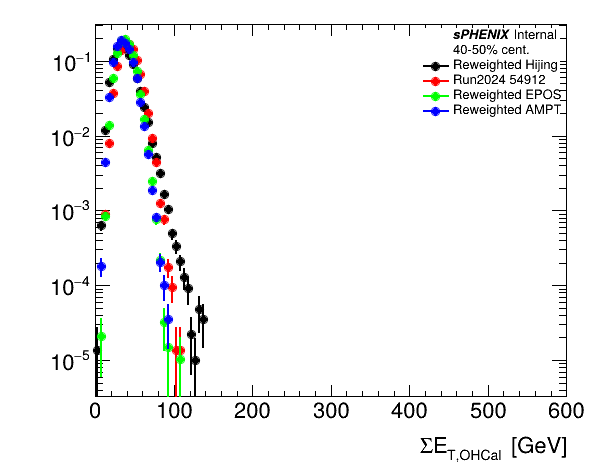 sPHENIX Internal
40-50% cent.
Reweighted Hijing
Run2024 54912
Reweighted EPOS
Reweighted AMPT
10⁻¹
10⁻²
10⁻³
10⁻⁴
10⁻⁵
0 100 200 300 400 500 600
ΣE_T,OHCal [GeV]